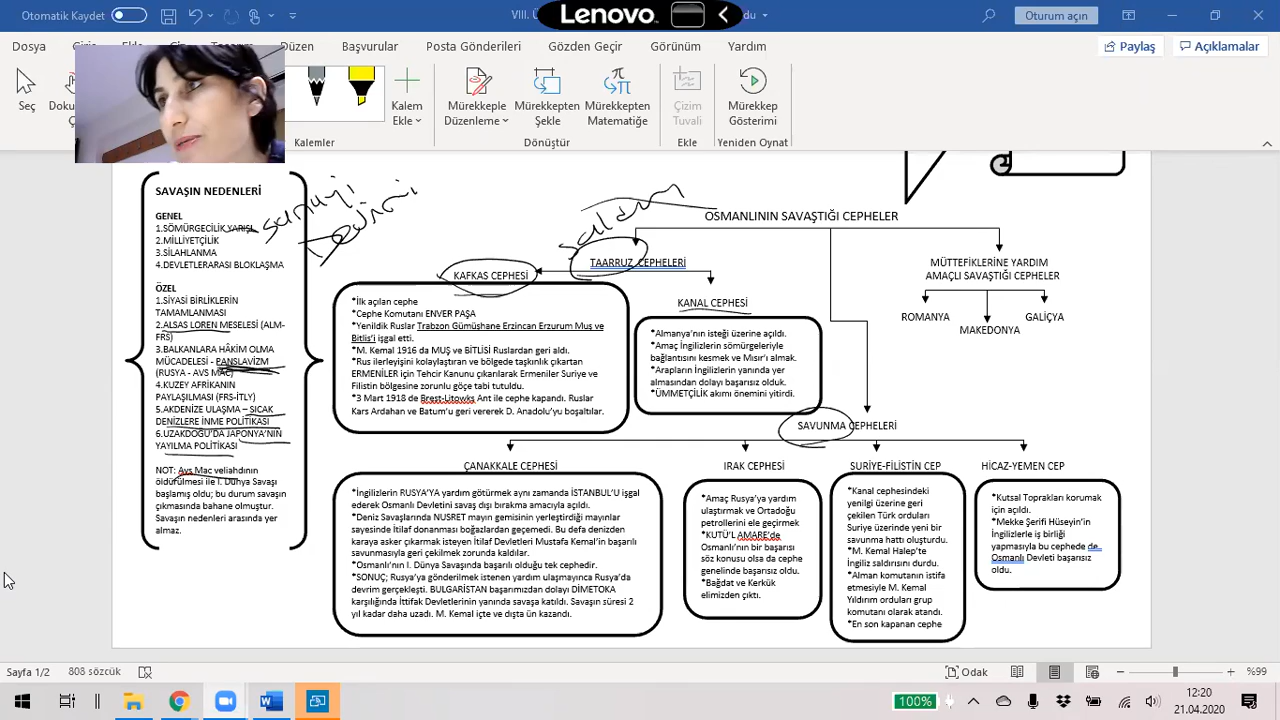 Otomatik Kaydet
VIII. Ü
Lenovo
du
Oturum açın
Dosya
Giriş
Ekle
Çiz
Tasarım
Düzen
Başvurular
Posta Gönderileri
Gözden Geçir
Görünüm
Yardım
Paylaş
Açıklamalar
Seç
Kalem
Ekle
Mürekkeple
Düzenleme
Mürekkepten
Şekle
Mürekkepten
Matematiğe
Çizim
Tuvali
Mürekkep
Gösterimi
Kalemler
Dönüştür
Ekle
Yeniden Oynat
SAVAŞIN NEDENLERİ
GENEL
1.SÖMÜRGECİLİK YARIŞI
2.MİLLİYETÇİLİK
3.SİLAHLANMA
4.DEVLETLERARASI BLOKLAŞMA
ÖZEL
1.SİYASİ BİRLİKLERİN
TAMAMLANMASI
2.ALSAS LOREN MESELESİ (ALM-
FRS)
3.BALKANLARA HÂKİM OLMA
MÜCADELESİ - PANSLAVİZM
(RUSYA - AVS MAC)
4.KUZEY AFRİKANIN
PAYLAŞILMASI (FRS-İTLY)
5.AKDENİZE ULAŞMA – SICAK
DENİZLERE İNME POLİTİKASI
6.UZAKDOĞU'DA JAPONYA'NIN
YAYILMA POLİTİKASI
NOT: Avs Mac veliahdının
öldürülmesi ile I. Dünya Savaşı
başlamış oldu; bu durum savaşın
çıkmasında bahane olmuştur.
Savaşın nedenleri arasında yer
almaz.
OSMANLININ SAVAŞTIĞI CEPHELER
TAARRUZ CEPHELERİ
KAFKAS CEPHESİ
*İlk açılan cephe
*Cephe Komutanı ENVER PAŞA
*Yenildik Ruslar Trabzon Gümüşhane Erzincan Erzurum Muş ve
Bitlis'i işgal etti.
*M. Kemal 1916 da MUŞ ve BİTLİSİ Ruslardan geri aldı.
*Rus ilerleyişini kolaylaştıran ve bölgede taşkınlık çıkartan
ERMENİLER için Tehcir Kanunu çıkarılarak Ermeniler Suriye ve
Filistin bölgesine zorunlu göçe tabi tutuldu.
*3 Mart 1918 de Brest-Litowks Ant ile cephe kapandı. Ruslar
Kars Ardahan ve Batum'u geri vererek D. Anadolu'yu boşaltılar.
KANAL CEPHESİ
*Almanya'nın isteği üzerine açıldı.
*Amaç İngilizlerin sömürgeleriyle
bağlantısını kesmek ve Mısır'ı almak.
*Arapların İngilizlerin yanında yer
almasından dolayı başarısız olduk.
*ÜMMETÇİLİK akımı önemini yitirdi.
MÜTTEFİKLERİNE YARDIM
AMAÇLI SAVAŞTIĞI CEPHELER
ROMANYA
MAKEDONYA
GALİÇYA
SAVUNMA CEPHELERİ
ÇANAKKALE CEPHESİ
*İngilizlerin RUSYA'YA yardım götürmek aynı zamanda İSTANBUL'U işgal
ederek Osmanlı Devletini savaş dışı bırakma amacıyla açıldı.
*Deniz Savaşlarında NUSRET mayın gemisinin yerleştirdiği mayınlar
sayesinde İtilaf donanması boğazlardan geçemedi. Bu defa denizden
karaya asker çıkarmak isteyen İtilaf Devletleri Mustafa Kemal'in başarılı
savunmasıyla geri çekilmek zorunda kaldılar.
*Osmanlı'nın I. Dünya Savaşında başarılı olduğu tek cephedir.
*SONUÇ; Rusya'ya gönderilmek istenen yardım ulaşmayınca Rusya'da
devrim gerçekleşti. BULGARİSTAN başarımızdan dolayı DİMETOKA
karşılığında İttifak Devletlerinin yanında savaşa katıldı. Savaşın süresi 2
yıl kadar daha uzadı. M. Kemal içte ve dışta ün kazandı.
IRAK CEPHESİ
*Amaç Rusya'ya yardım
ulaştırmak ve Ortadoğu
petrollerini ele geçirmek
*KUTÜ'L AMARE'de
Osmanlı'nın bir başarısı
söz konusu olsa da cephe
genelinde başarısız oldu.
*Bağdat ve Kerkük
elimizden çıktı.
SURİYE-FİLİSTİN CEP
*Kanal cephesindeki
yenilgi üzerine geri
çekilen Türk orduları
Suriye üzerinde yeni bir
savunma hattı oluşturdu.
*M. Kemal Halep'te
İngiliz saldırısını durdu.
*Alman komutanın istifa
etmesiyle M. Kemal
Yıldırım orduları grup
komutanı olarak atandı.
*En son kapanan cephe
HİCAZ-YEMEN CEP
*Kutsal Toprakları korumak
için açıldı.
*Mekke Şerifi Hüseyin'in
İngilizlerle iş birliği
yapmasıyla bu cephede de
Osmanlı Devleti başarısız
oldu.
Sayfa 1/2
808 sözcük
Odak
%99
100%
12:20
21.04.2020